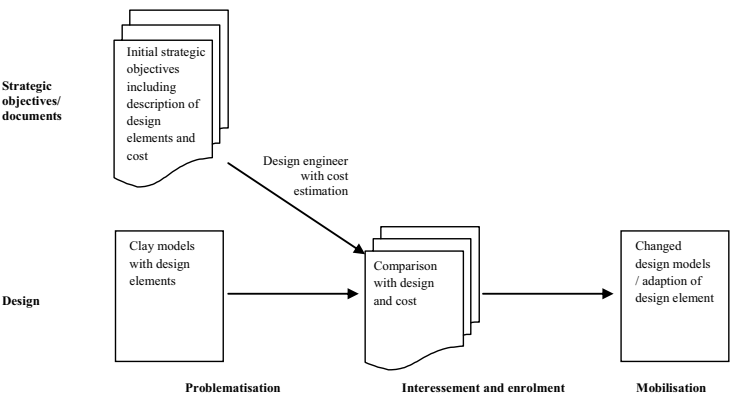 Initial strategic
objectives
including
description of
design
elements and
cost
Strategic
objectives/
documents
Design engineer
with cost
estimation
Clay models
with design
elements
Comparison
with design
and cost
Changed
design models
/ adaption of
design element
Design
Problematisation
Interessement and enrolment
Mobilisation